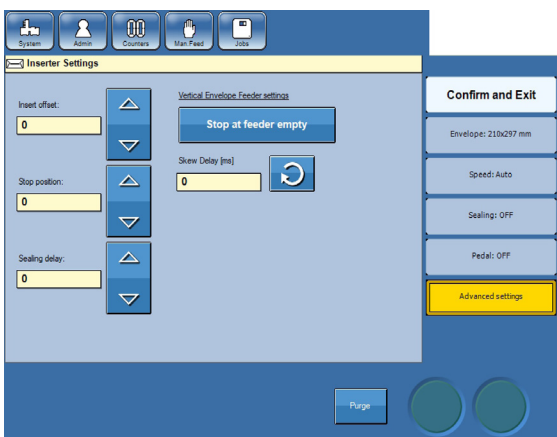 System Admin Counters Man Feed Jobs
Inserter Settings
Insert offset:
0
Stop position:
0
Sealing delay:
0
Vertical Envelope Feeder settings
Stop at feeder empty
Skew Delay [ms]
0
Confirm and Exit
Envelope: 210x297 mm
Speed: Auto
Sealing: OFF
Pedal: OFF
Advanced settings
Purge